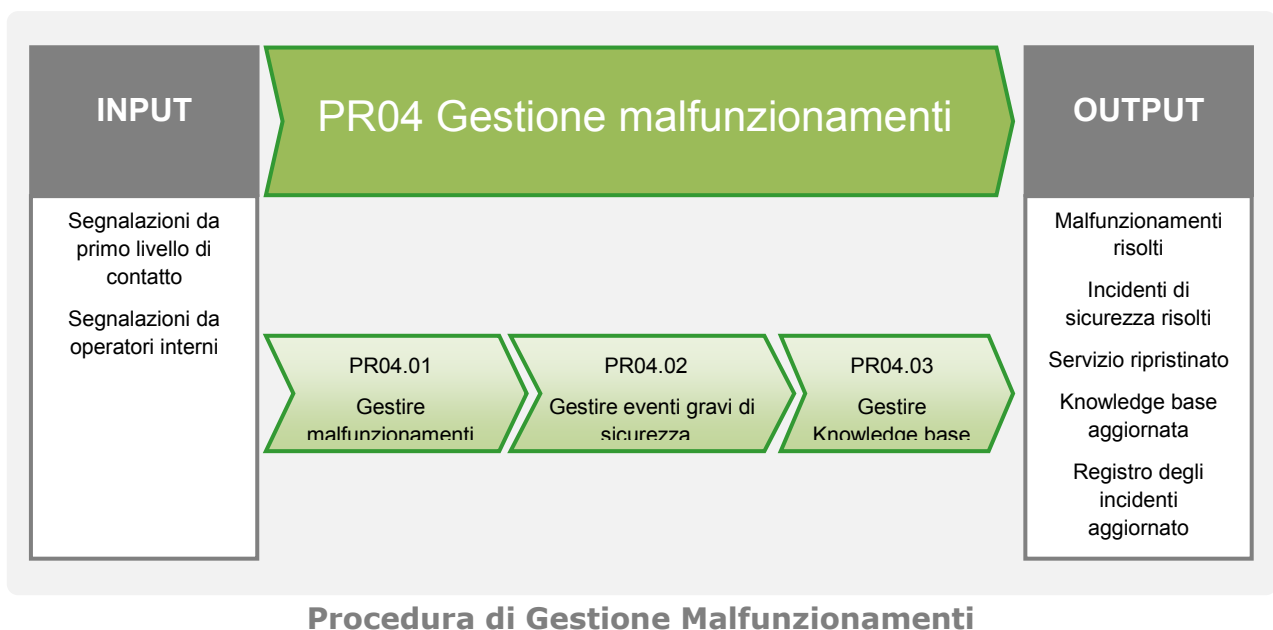 INPUT
PR04 Gestione malfunzionamenti
OUTPUT
Segnalazioni da
primo livello di
contatto
Segnalazioni da
operatori interni
PR04.01
Gestire
malfunzionamenti
PR04.02
Gestire eventi gravi di
sicurezza
PR04.03
Gestire
Knowledge base
Malfunzionamenti
risolti
Incidenti di
sicurezza risolti
Servizio ripristinato
Knowledge base
aggiornata
Registro degli
incidenti
aggiornato
Procedura di Gestione Malfunzionamenti